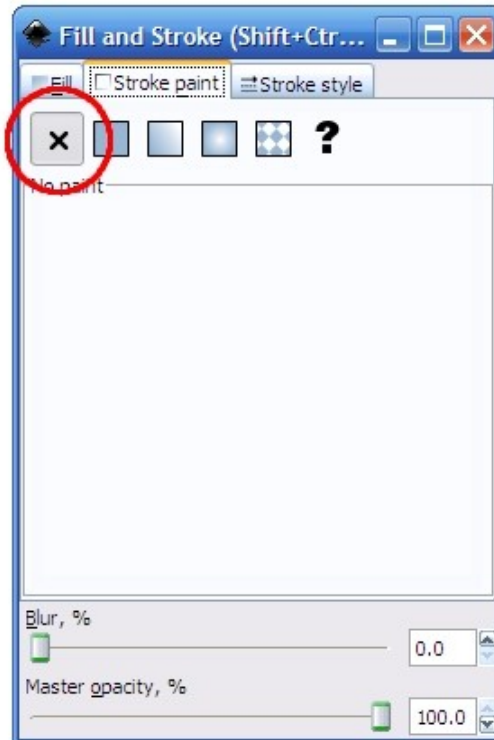 Fill and Stroke (Shift+Ctr...
Fill Stroke paint Stroke style
?
No paint
Blur, %
0.0
Master opacity, %
100.0